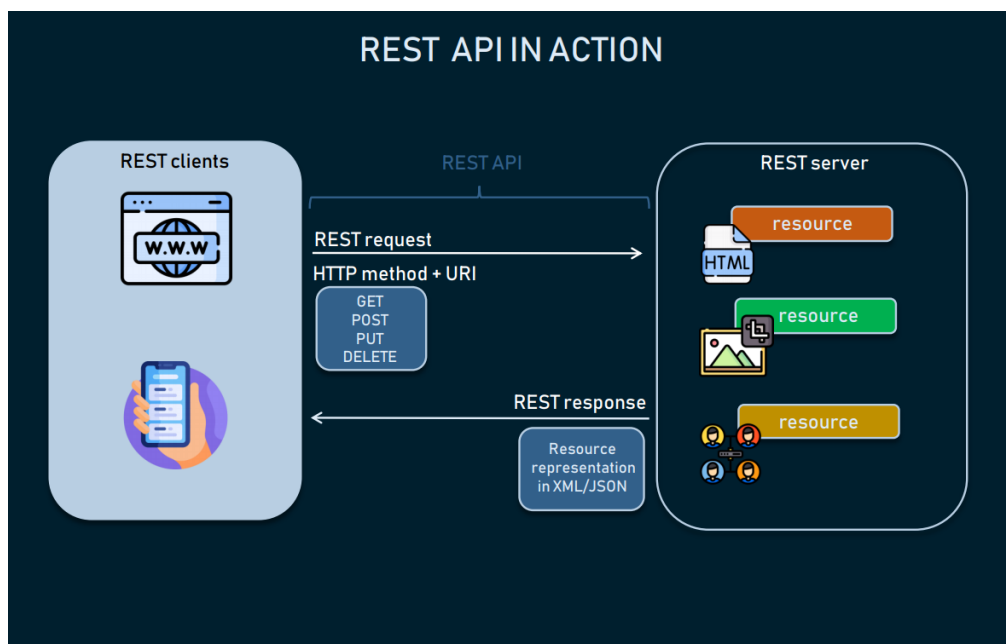 REST API IN ACTION
REST clients
REST API
REST server
W.W.W
REST request
HTTP method + URI
GET
POST
PUT
DELETE
REST response
Resource
representation
in XML/JSON
resource
HTML
resource
resource